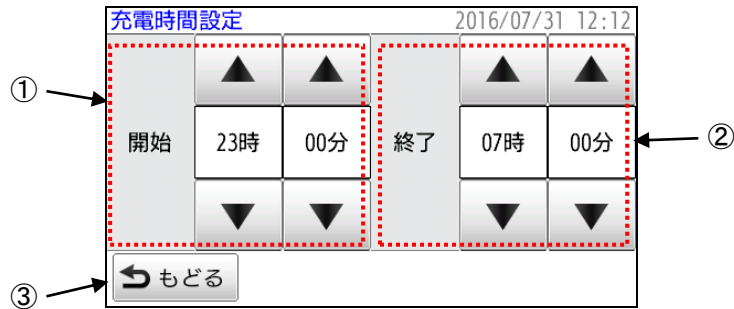 充電時間設定 2016/07/31 12:12
① ▲ ▲ ▲ ▲
開始 23時 00分 終了 07時 00分 ②
▼ ▼ ▼ ▼
③ もどる